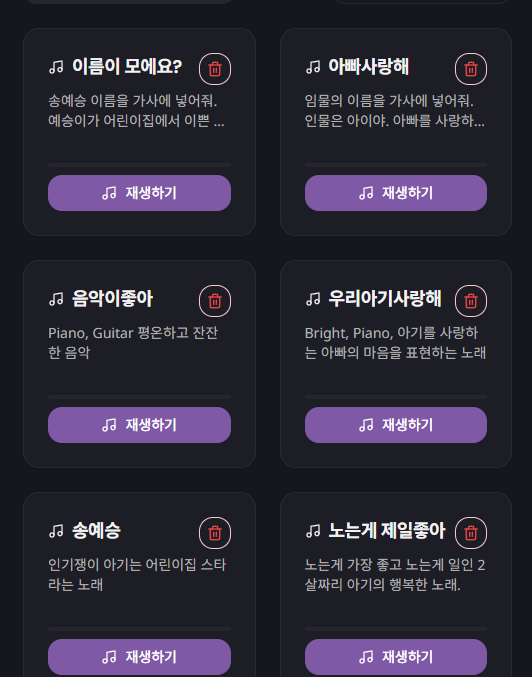 이름이 모에요?
송예승 이름을 가사에 넣어줘.
예승이가 어린이집에서 이쁜 ...
재생하기
아빠사랑해
임물의 이름을 가사에 넣어줘.
인물은 아이야. 아빠를 사랑하...
재생하기
음악이좋아
Piano, Guitar 평온하고 잔잔
한 음악
재생하기
우리아기사랑해
Bright, Piano, 아기를 사랑하
는 아빠의 마음을 표현하는 노래
재생하기
송예승
인기쟁이 아기는 어린이집 스타
라는 노래
재생하기
노는게 제일좋아
노는게 가장 좋고 노는게 일인 2
살짜리 아기의 행복한 노래.
재생하기